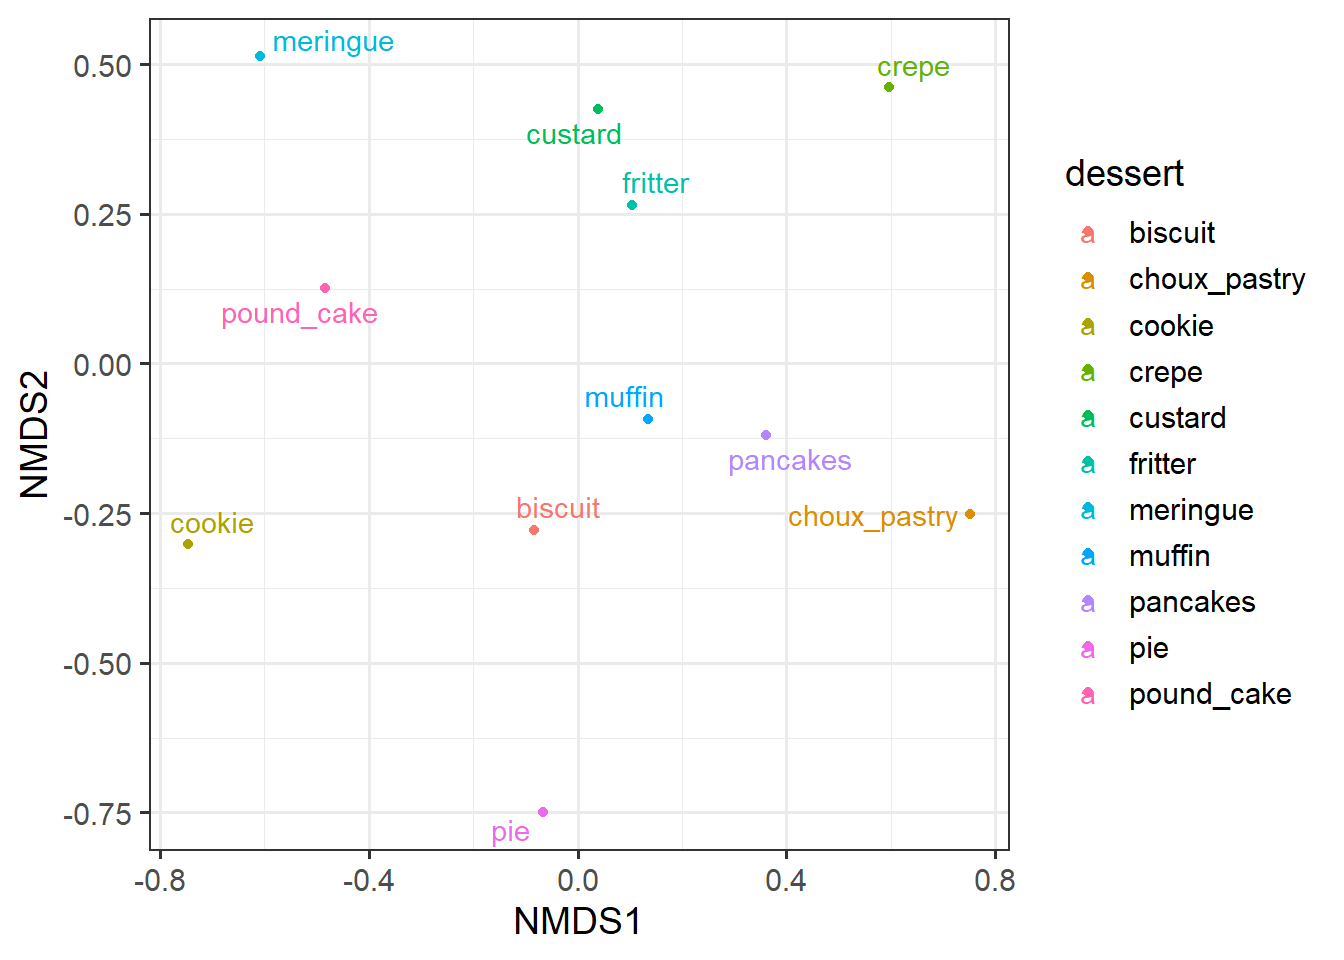 meringue
0.50
crepe
custard
fritter
0.25
pound_cake
0.00
muffin
pancakes
-0.25
biscuit
choux_pastry
cookie
-0.50
-0.75
pie
NMDS2
-0.8
-0.4
0.0
0.4
0.8
NMDS1
dessert
a biscuit
a choux_pastry
a cookie
a crepe
a custard
a fritter
a meringue
a muffin
a pancakes
a pie
a pound_cake